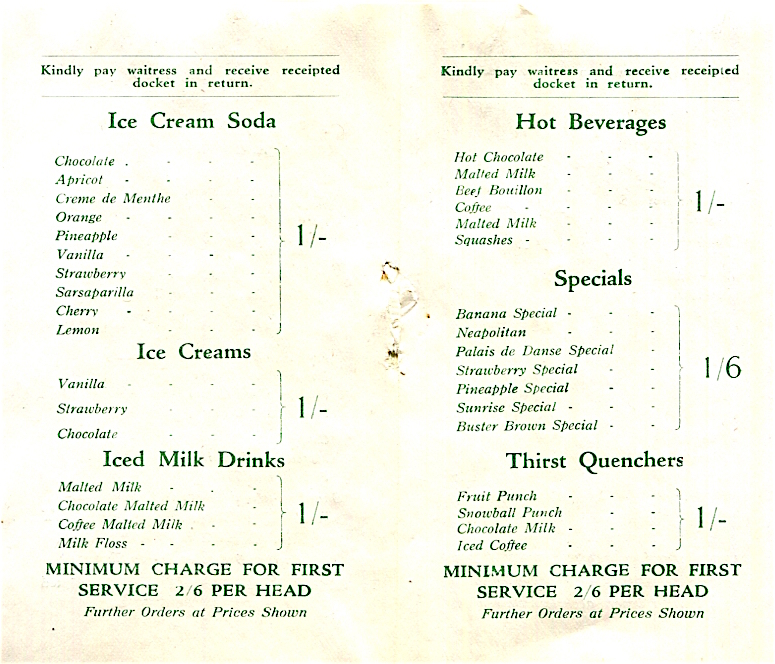 Kindly pay waitress and receive receipted
docket in return.
Ice Cream Soda
Chocolate . - - -
Apricot - - - -
Creme de Menthe - - -
Orange - - - -
Pineapple - - -
Vanilla - - - -
Strawberry - - -
Sarsaparilla - - -
Cherry - - - -
Lemon - - -
1/-
Ice Creams
Vanilla - - - -
Strawberry - - -
Chocolate - - -
1/-
Iced Milk Drinks
Malted Milk - - -
Chocolate Malted Milk - -
Coffee Malted Milk . - -
Milk Floss - - - -
1/-
MINIMUM CHARGE FOR FIRST
SERVICE 2/6 PER HEAD
Further Orders at Prices Shown
Kindly pay waitress and receive receipted
docket in return.
Hot Beverages
Hot Chocolate - - -
Malted Milk - - -
Beef Bouillon - - -
Coffee - - - -
Malted Milk - - -
Squashes - - - -
1/-
Specials
Banana Special - - -
Neapolitan - - -
Palais de Danse Special -
Strawberry Special - -
Pineapple Special - -
Sunrise Special - - -
Buster Brown Special - -
1/6
Thirst Quenchers
Fruit Punch - - -
Snowball Punch - - -
Chocolate Milk - - -
Iced Coffee - - -
1/-
MINIMUM CHARGE FOR FIRST
SERVICE 2/6 PER HEAD
Further Orders at Prices Shown